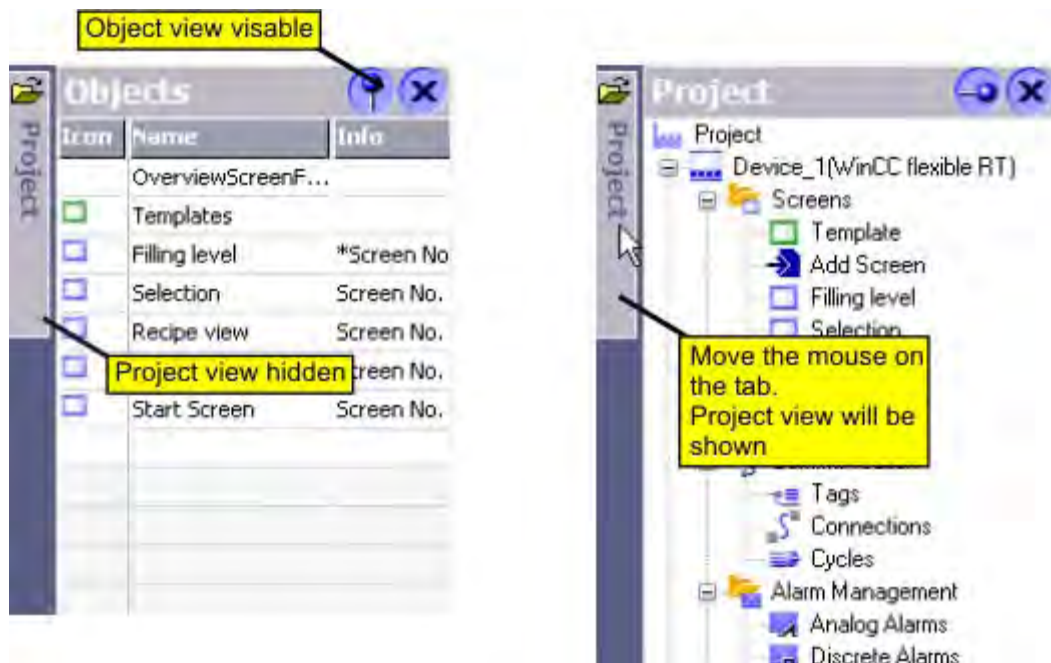 Object view visable
Project
Objects
Icon Name Info
OverviewScreenF...
Templates
Filling level *Screen No
Selection Screen No.
Recipe view Screen No.
Project view hidden
creen No.
Start Screen Screen No.
Project
Project
Project
Device_1(WinCC flexible RT)
Screens
Template
Add Screen
Filling level
Selection
Move the mouse on
the tab.
Project view will be
shown
Tags
Connections
Cycles
Alarm Management
Analog Alarms
Discrete Alarms